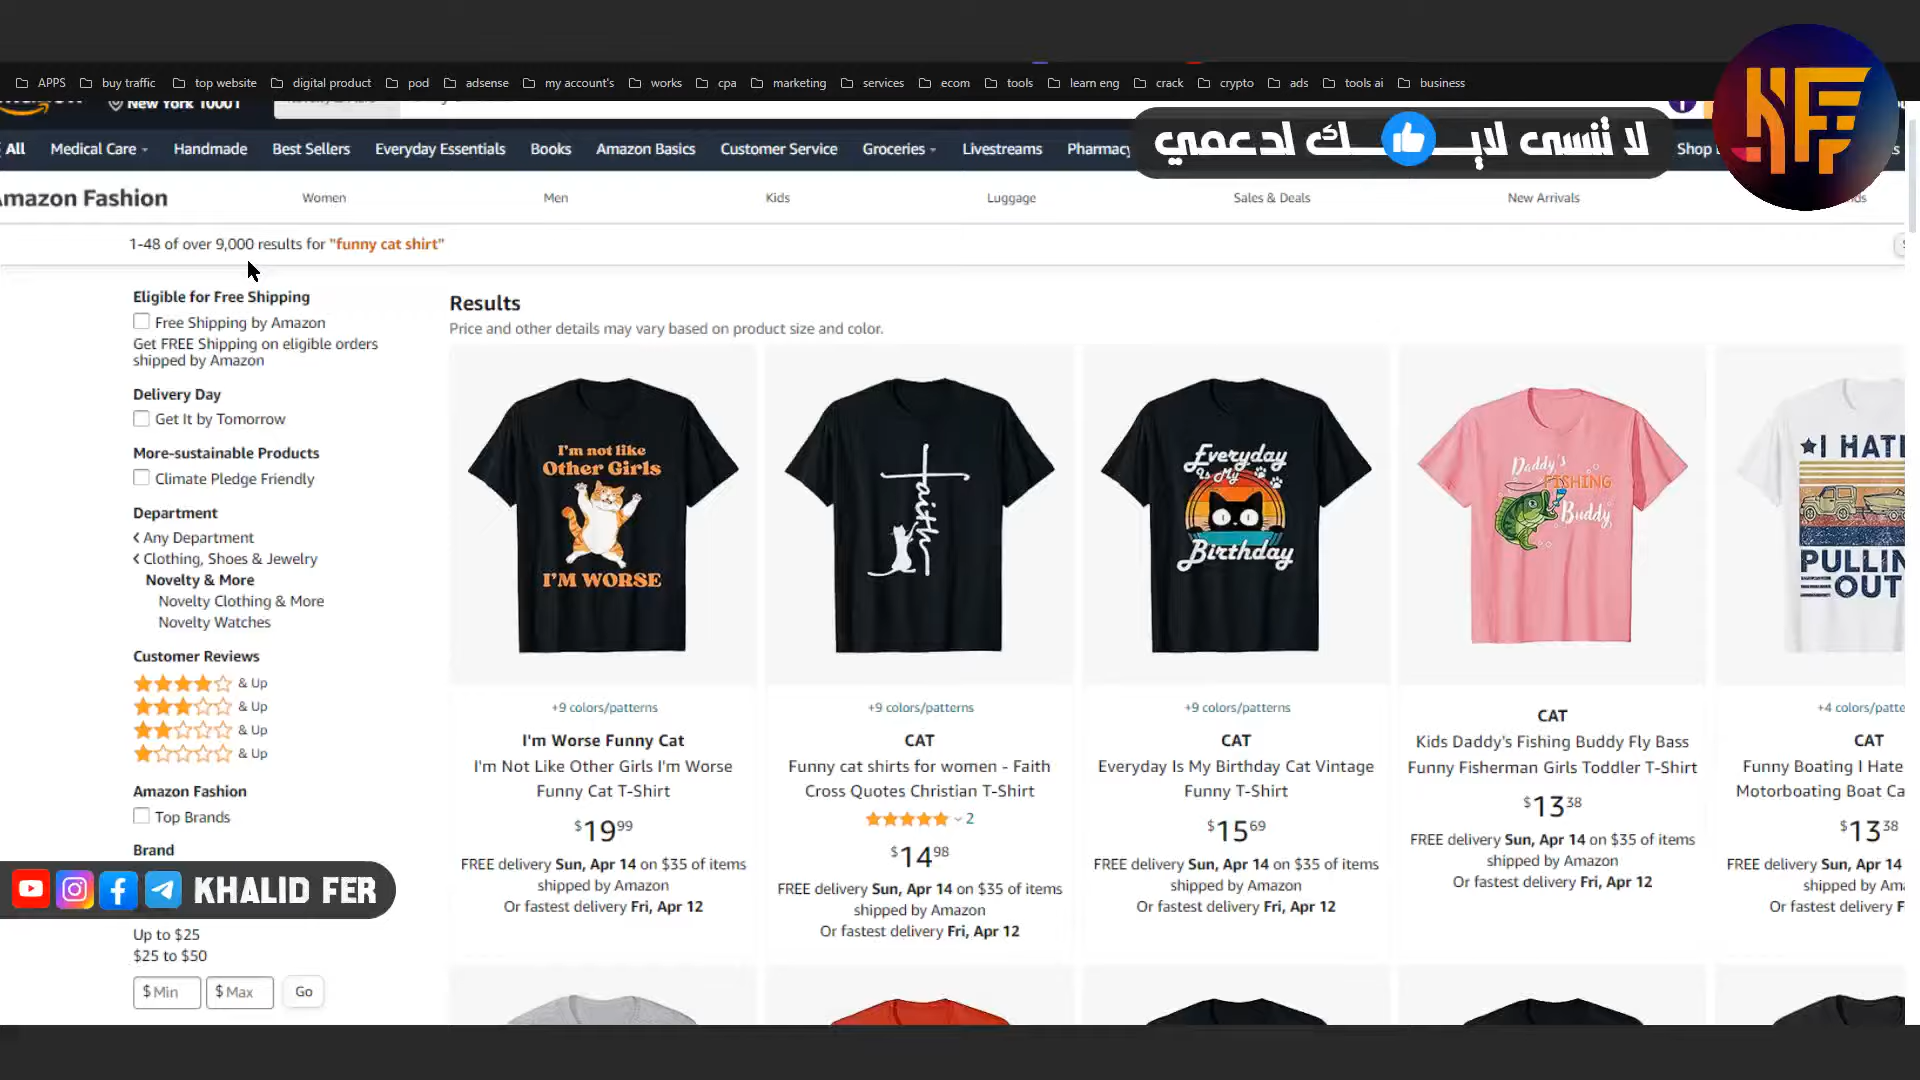 APPS buy traffic top website digital product pod adsense my account's works cpa marketing services ecom tools learn eng crack crypto ads tools ai business
New York 10001
لا تنسى لايــك لدعمي
KF
All Medical Care Handmade Best Sellers Everyday Essentials Books Amazon Basics Customer Service Groceries Livestreams Pharmacy Shop
mazon Fashion Women Men Kids Luggage Sales & Deals New Arrivals
1-48 of over 9,000 results for "funny cat shirt"
Eligible for Free Shipping
Free Shipping by Amazon
Get FREE Shipping on eligible orders
shipped by Amazon
Delivery Day
Get It by Tomorrow
More-sustainable Products
Climate Pledge Friendly
Department
Any Department
Clothing, Shoes & Jewelry
Novelty & More
Novelty Clothing & More
Novelty Watches
Customer Reviews
& Up
& Up
& Up
& Up
Amazon Fashion
Top Brands
Brand
KHALID FER
Up to $25
$25 to $50
$ Min $ Max Go
Results
Price and other details may vary based on product size and color.
I'm not like
Other Girls
I'M WORSE
+9 colors/patterns
I'm Worse Funny Cat
I'm Not Like Other Girls I'm Worse
Funny Cat T-Shirt
$19.99
FREE delivery Sun, Apr 14 on $35 of items
shipped by Amazon
Or fastest delivery Fri, Apr 12
faith
+9 colors/patterns
CAT
Funny cat shirts for women - Faith
Cross Quotes Christian T-Shirt
2
$14.98
FREE delivery Sun, Apr 14 on $35 of items
shipped by Amazon
Or fastest delivery Fri, Apr 12
Everyday
Is My
Birthday
+9 colors/patterns
CAT
Everyday Is My Birthday Cat Vintage
Funny T-Shirt
$15.69
FREE delivery Sun, Apr 14 on $35 of items
shipped by Amazon
Or fastest delivery Fri, Apr 12
Daddy's
FISHING
Buddy
CAT
Kids Daddy's Fishing Buddy Fly Bass
Funny Fisherman Girls Toddler T-Shirt
$13.38
FREE delivery Sun, Apr 14 on $35 of items
shipped by Amazon
Or fastest delivery Fri, Apr 12
I HAT
PULLIN
OUT
+4 colors/patte
CAT
Funny Boating I Hate
Motorboating Boat Ca
$13.38
FREE delivery Sun, Apr 14
shipped by Am
Or fastest delivery F